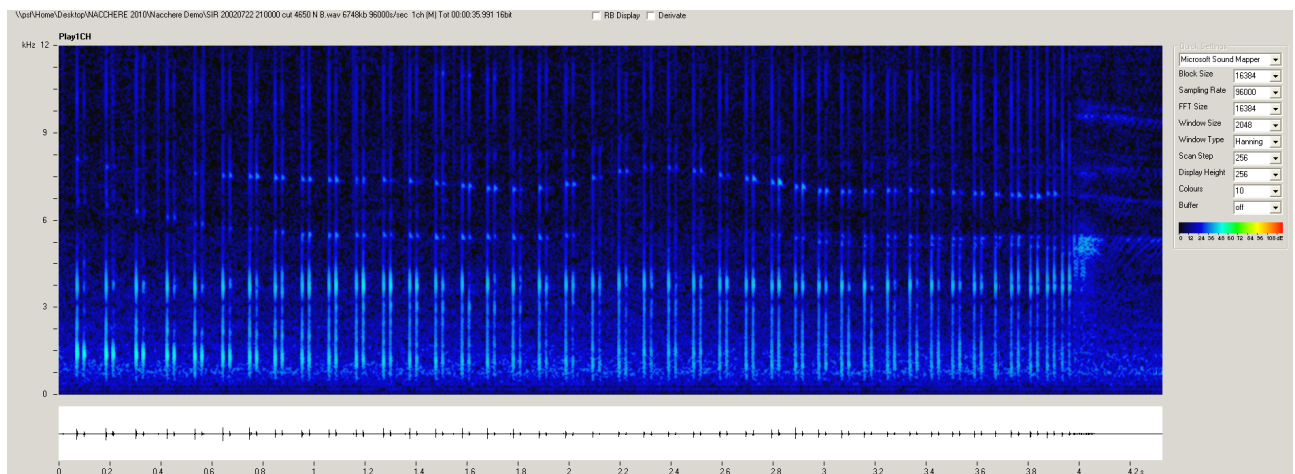 \\psf\Home\Desktop\NACCHERE 2010\Nacchere Demo\SIR 20020722 210000 cut 4650 N B.wav 6748kb 96000s/sec 1ch (M) Tot 00:00:35.991 16bit
RB Display Derivate
Play1CH
kHz 12
9
6
3
0
Quick Settings
Microsoft Sound Mapper
Block Size 16384
Sampling Rate 96000
FFT Size 16384
Window Size 2048
Window Type Hanning
Scan Step 256
Display Height 256
Colours 10
Buffer off
0 12 24 36 48 60 72 84 96 108 dB
0 0.2 0.4 0.6 0.8 1 1.2 1.4 1.6 1.8 2 2.2 2.4 2.6 2.8 3 3.2 3.4 3.6 3.8 4 4.2 s